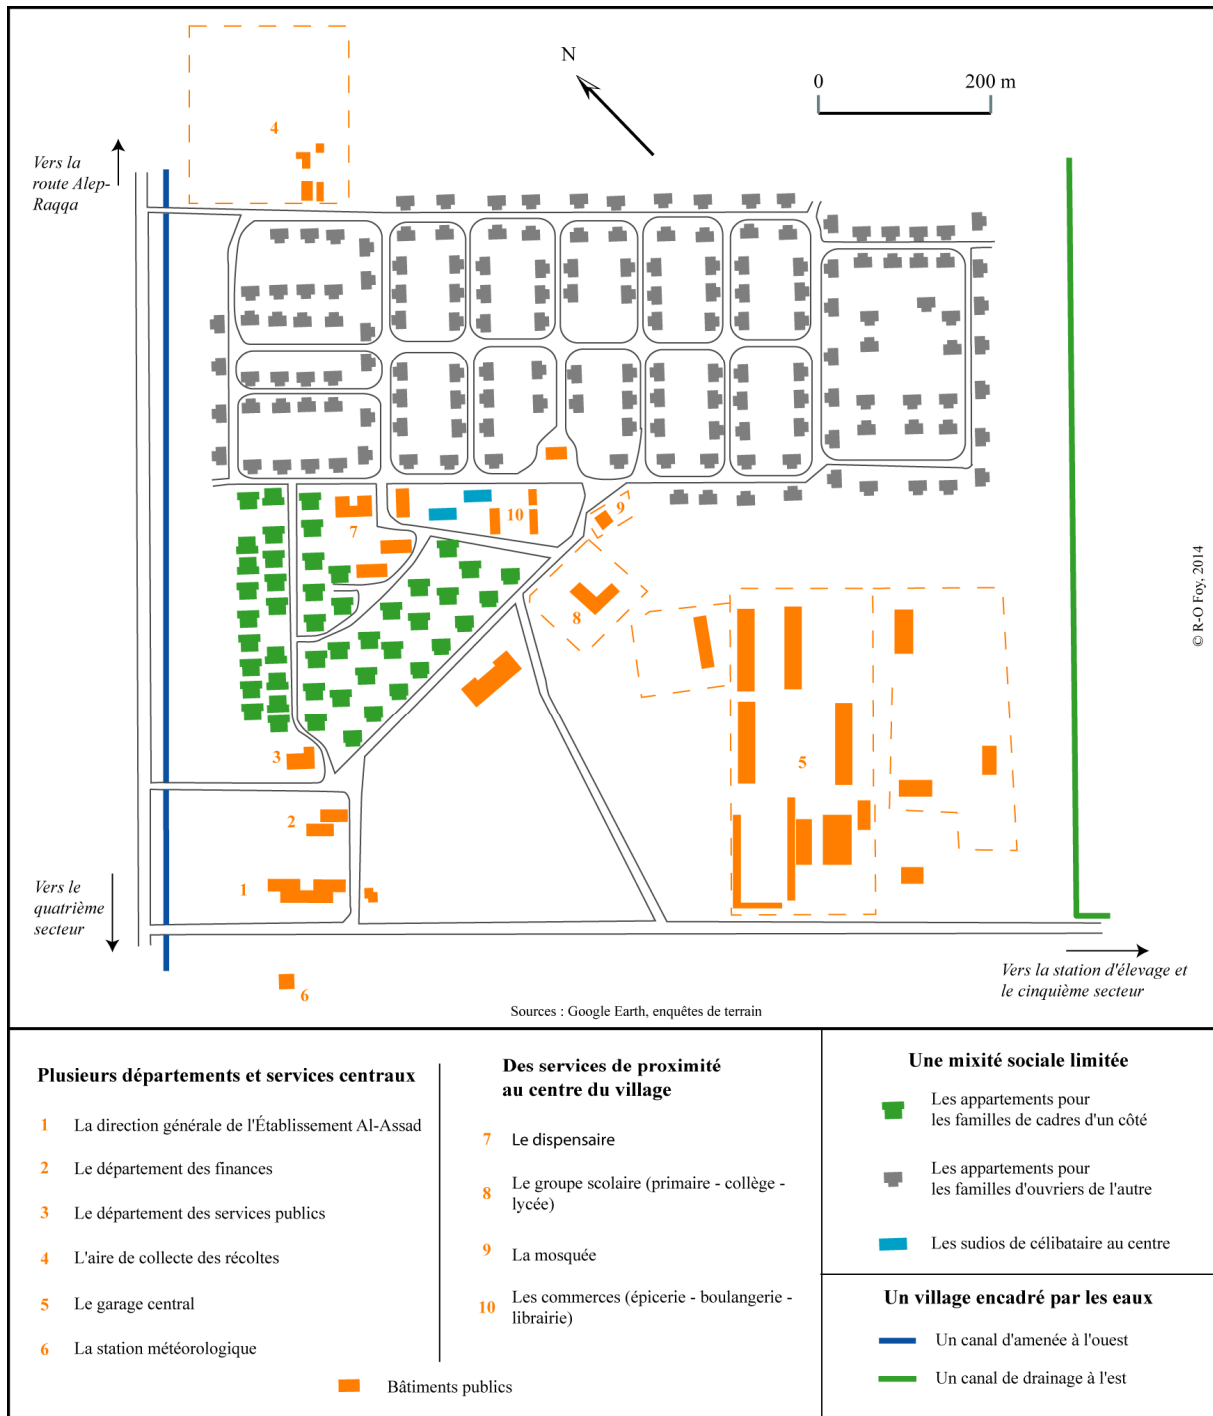 N
0 200 m
4
Vers la
route Alep-
Raqqa
9
10
7
8
© R-O Foy, 2014
3
5
2
1
Vers le
quatrième
secteur
6
Vers la station d'élevage et
le cinquième secteur
Sources : Google Earth, enquêtes de terrain
Plusieurs départements et services centraux
1 La direction générale de l'Établissement Al-Assad
2 Le département des finances
3 Le département des services publics
4 L'aire de collecte des récoltes
5 Le garage central
6 La station météorologique
Bâtiments publics
Des services de proximité
au centre du village
7 Le dispensaire
8 Le groupe scolaire (primaire - collège -
lycée)
9 La mosquée
10 Les commerces (épicerie - boulangerie -
librairie)
Une mixité sociale limitée
Les appartements pour
les familles de cadres d'un côté
Les appartements pour
les familles d'ouvriers de l'autre
Les sudios de célibataire au centre
Un village encadré par les eaux
Un canal d'amenée à l'ouest
Un canal de drainage à l'est